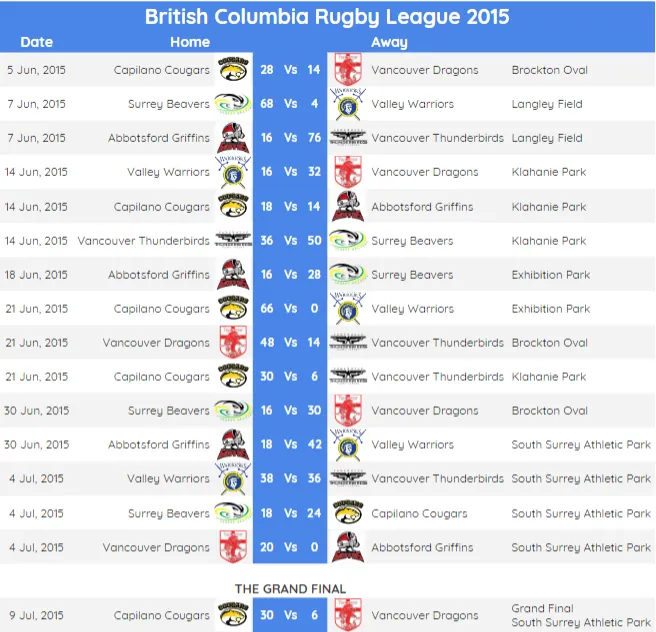 British Columbia Rugby League 2015
Date Home Away
5 Jun, 2015 Capilano Cougars 28 Vs 14 Vancouver Dragons Brockton Oval
7 Jun, 2015 Surrey Beavers 68 Vs 4 Valley Warriors Langley Field
7 Jun, 2015 Abbotsford Griffins 16 Vs 76 Vancouver Thunderbirds Langley Field
14 Jun, 2015 Valley Warriors 16 Vs 32 Vancouver Dragons Klahanie Park
14 Jun, 2015 Capilano Cougars 18 Vs 14 Abbotsford Griffins Klahanie Park
14 Jun, 2015 Vancouver Thunderbirds 36 Vs 50 Surrey Beavers Klahanie Park
18 Jun, 2015 Abbotsford Griffins 16 Vs 28 Surrey Beavers Exhibition Park
21 Jun, 2015 Capilano Cougars 66 Vs 0 Valley Warriors Exhibition Park
21 Jun, 2015 Vancouver Dragons 48 Vs 14 Vancouver Thunderbirds Brockton Oval
21 Jun, 2015 Capilano Cougars 30 Vs 6 Vancouver Thunderbirds Klahanie Park
30 Jun, 2015 Surrey Beavers 16 Vs 30 Vancouver Dragons Brockton Oval
30 Jun, 2015 Abbotsford Griffins 18 Vs 42 Valley Warriors South Surrey Athletic Park
4 Jul, 2015 Valley Warriors 38 Vs 36 Vancouver Thunderbirds South Surrey Athletic Park
4 Jul, 2015 Surrey Beavers 18 Vs 24 Capilano Cougars South Surrey Athletic Park
4 Jul, 2015 Vancouver Dragons 20 Vs 0 Abbotsford Griffins South Surrey Athletic Park
THE GRAND FINAL
9 Jul, 2015 Capilano Cougars 30 Vs 6 Vancouver Dragons Grand Final
South Surrey Athletic Park